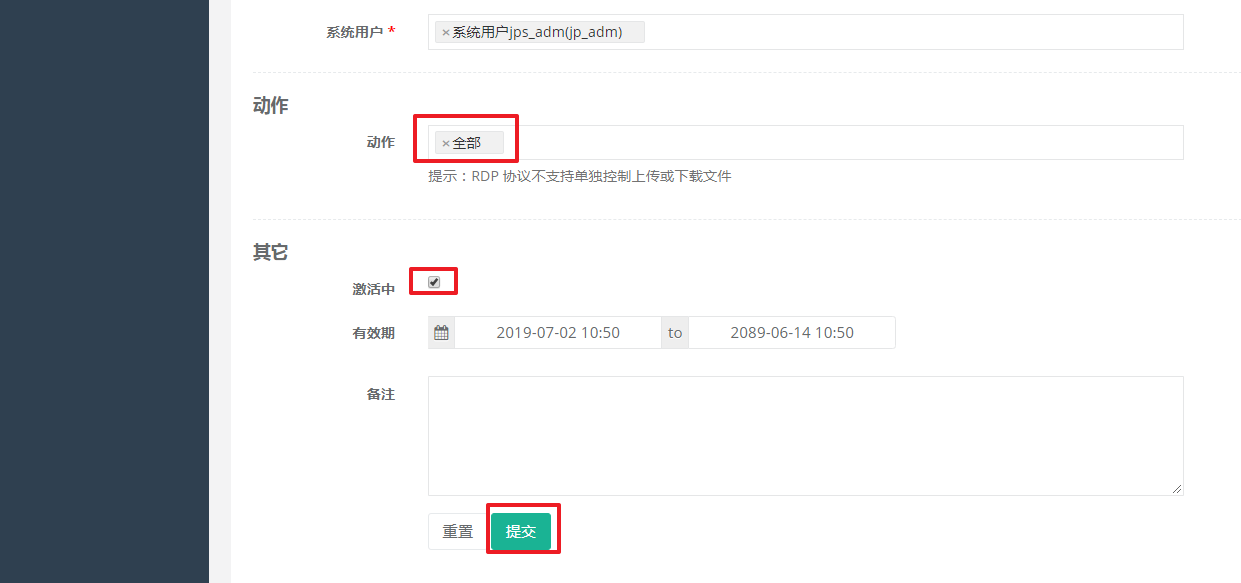 系统用户 *
×系统用户jps_adm(jp_adm)
动作
动作
×全部
提示：RDP 协议不支持单独控制上传或下载文件
其它
激活中
有效期
2019-07-02 10:50 to 2089-06-14 10:50
备注
重置 提交